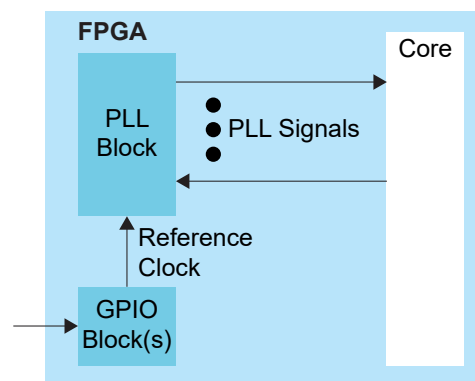 FPGA
Core
PLL
Block
PLL Signals
Reference
Clock
GPIO
Block(s)